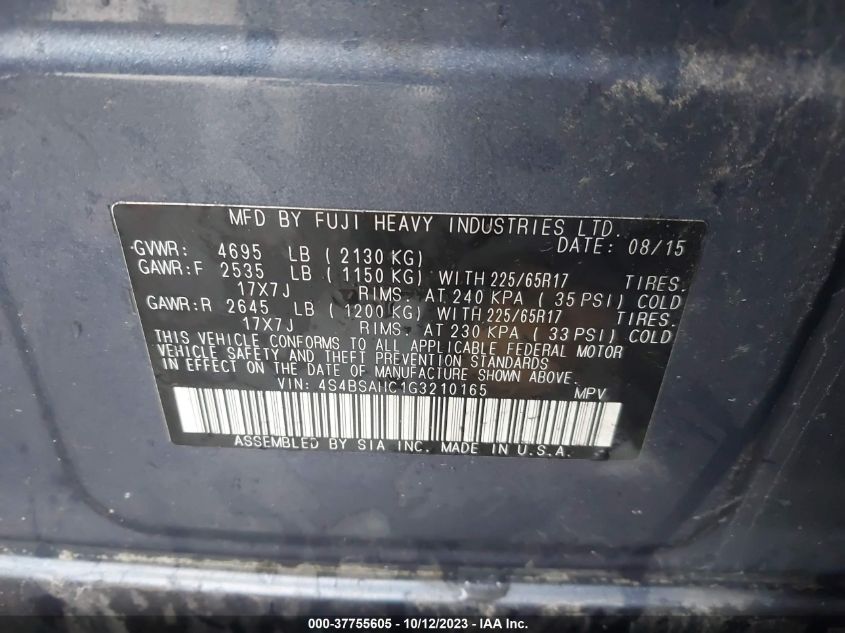 MFD BY FUJI HEAVY INDUSTRIES LTD.
GVWR: 4695 LB (2130 KG) DATE: 08/15
GAWR:F 2535 LB (1150 KG) WITH 225/65R17 TIRES.
17X7J RIMS. AT 240 KPA (35 PSI) COLD
GAWR:R 2645 LB (1200 KG) WITH 225/65R17 TIRES.
17X7J RIMS. AT 230 KPA (33 PSI) COLD
THIS VEHICLE CONFORMS TO ALL APPLICABLE FEDERAL MOTOR
VEHICLE SAFETY AND THEFT PREVENTION STANDARDS
IN EFFECT ON THE DATE OF MANUFACTURE SHOWN ABOVE.
VIN: 4S4BSAIIC1G3210165 MPV
ASSEMBLED BY SIA INC. MADE IN U.S.A.
000-37755605 - 10/12/2023 - © IAA Inc.